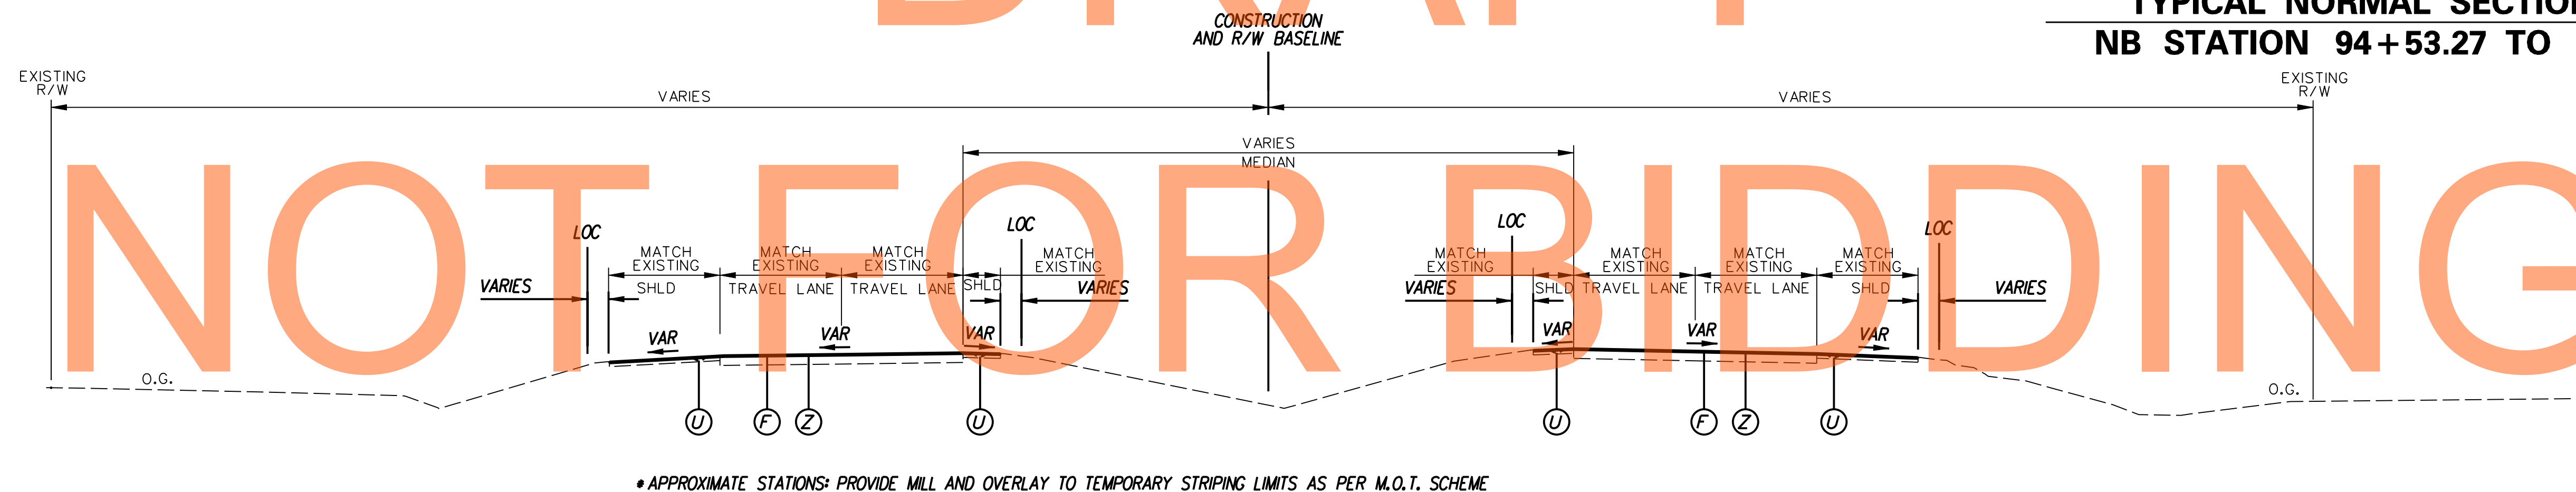 TYPICAL NORMAL SECTION
NB STATION 94+53.27 TO
CONSTRUCTION
AND R/W BASELINE
EXISTING
R/W
VARIES
VARIES
EXISTING
R/W
VARIES
MEDIAN
NOT FOR BIDDING
LOC
LOC
LOC
LOC
MATCH
EXISTING
MATCH
EXISTING
MATCH
EXISTING
MATCH
EXISTING
MATCH
EXISTING
MATCH
EXISTING
MATCH
EXISTING
MATCH
EXISTING
VARIES
SHLD
TRAVEL LANE
TRAVEL LANE
SHLD
VARIES
VARIES
SHLD
TRAVEL LANE
TRAVEL LANE
SHLD
VARIES
VAR
VAR
VAR
VAR
VAR
VAR
O.G.
O.G.
U
F
Z
U
U
F
Z
U
* APPROXIMATE STATIONS: PROVIDE MILL AND OVERLAY TO TEMPORARY STRIPING LIMITS AS PER M.O.T. SCHEME